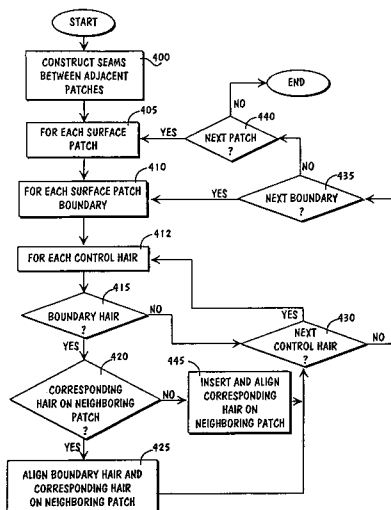 START
CONSTRUCT SEAMS
BETWEEN ADJACENT
PATCHES
400
END
NO
405
FOR EACH SURFACE
PATCH
YES
440
NEXT PATCH
?
410
FOR EACH SURFACE PATCH
BOUNDARY
NO
435
YES
NEXT BOUNDARY
?
412
FOR EACH CONTROL HAIR
415
BOUNDARY HAIR
?
NO
YES
YES
430
NEXT
CONTROL HAIR
?
NO
420
CORRESPONDING
HAIR ON NEIGHBORING
PATCH
?
NO
445
INSERT AND ALIGN
CORRESPONDING
HAIR ON
NEIGHBORING PATCH
YES
425
ALIGN BOUNDARY HAIR AND
CORRESPONDING HAIR
ON NEIGHBORING PATCH